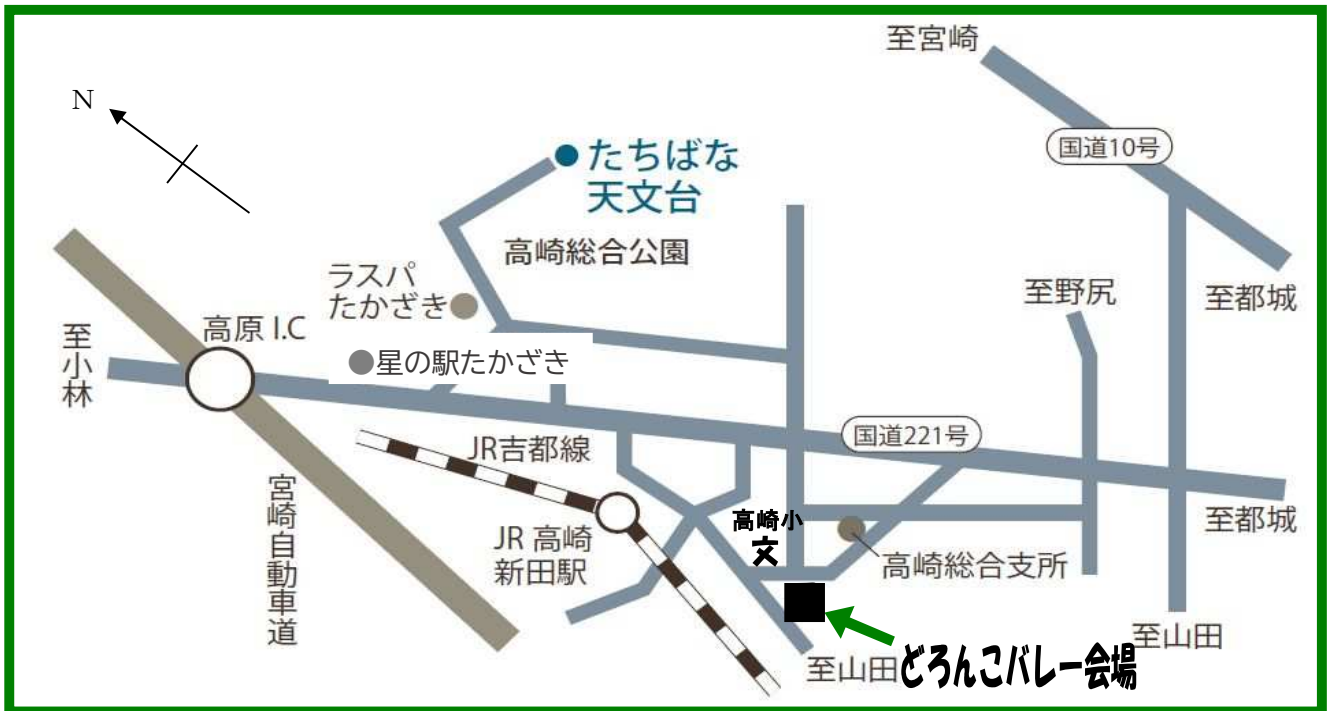 至宮崎
N
国道10号
たちばな
天文台
高崎総合公園
ラスパ
たかざき
至野尻
至都城
高原 I.C
至小林
●星の駅たかざき
国道221号
JR吉都線
宮崎自動車道
高崎小
文
至都城
JR 高崎
新田駅
高崎総合支所
至山田
至山田
どろんこバレー会場